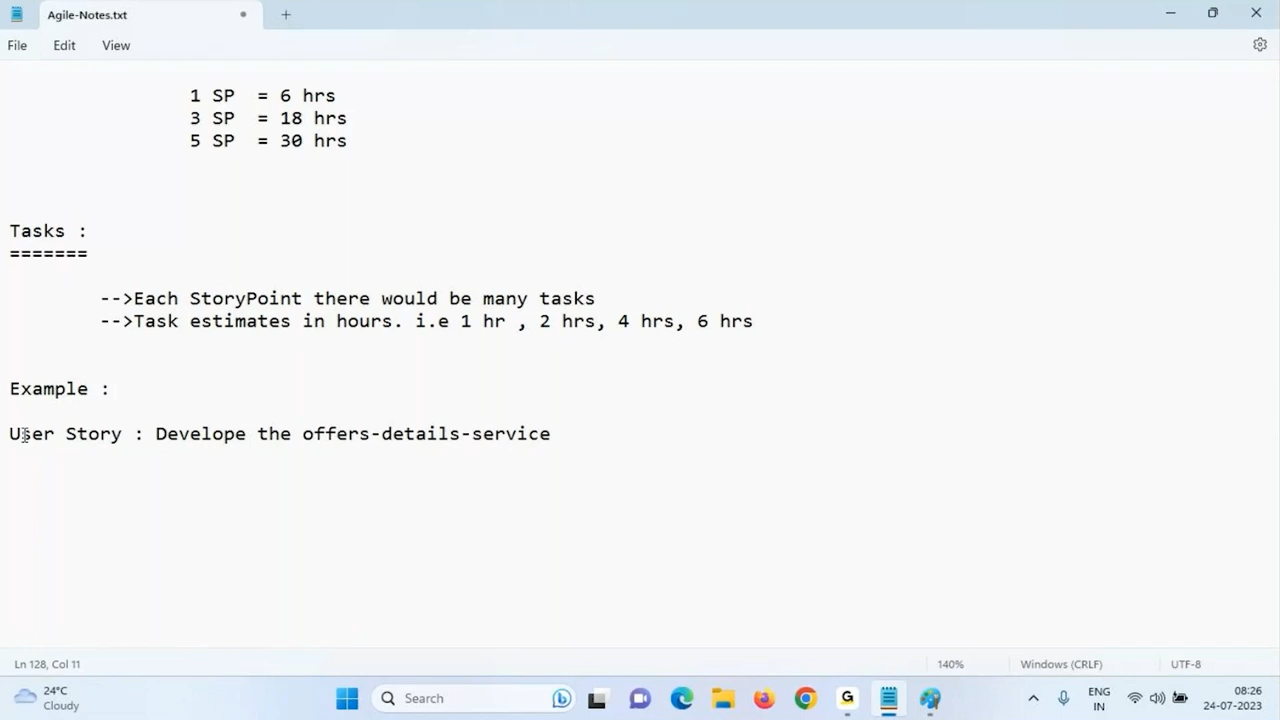 Agile-Notes.txt
File Edit View
1 SP = 6 hrs
3 SP = 18 hrs
5 SP = 30 hrs
Tasks :
=======
-->Each StoryPoint there would be many tasks
-->Task estimates in hours. i.e 1 hr , 2 hrs, 4 hrs, 6 hrs
Example :
User Story : Develope the offers-details-service
Ln 128, Col 11 140% Windows (CRLF) UTF-8
24°C
Cloudy
Search
G
ENG
IN
08:26
24-07-2023